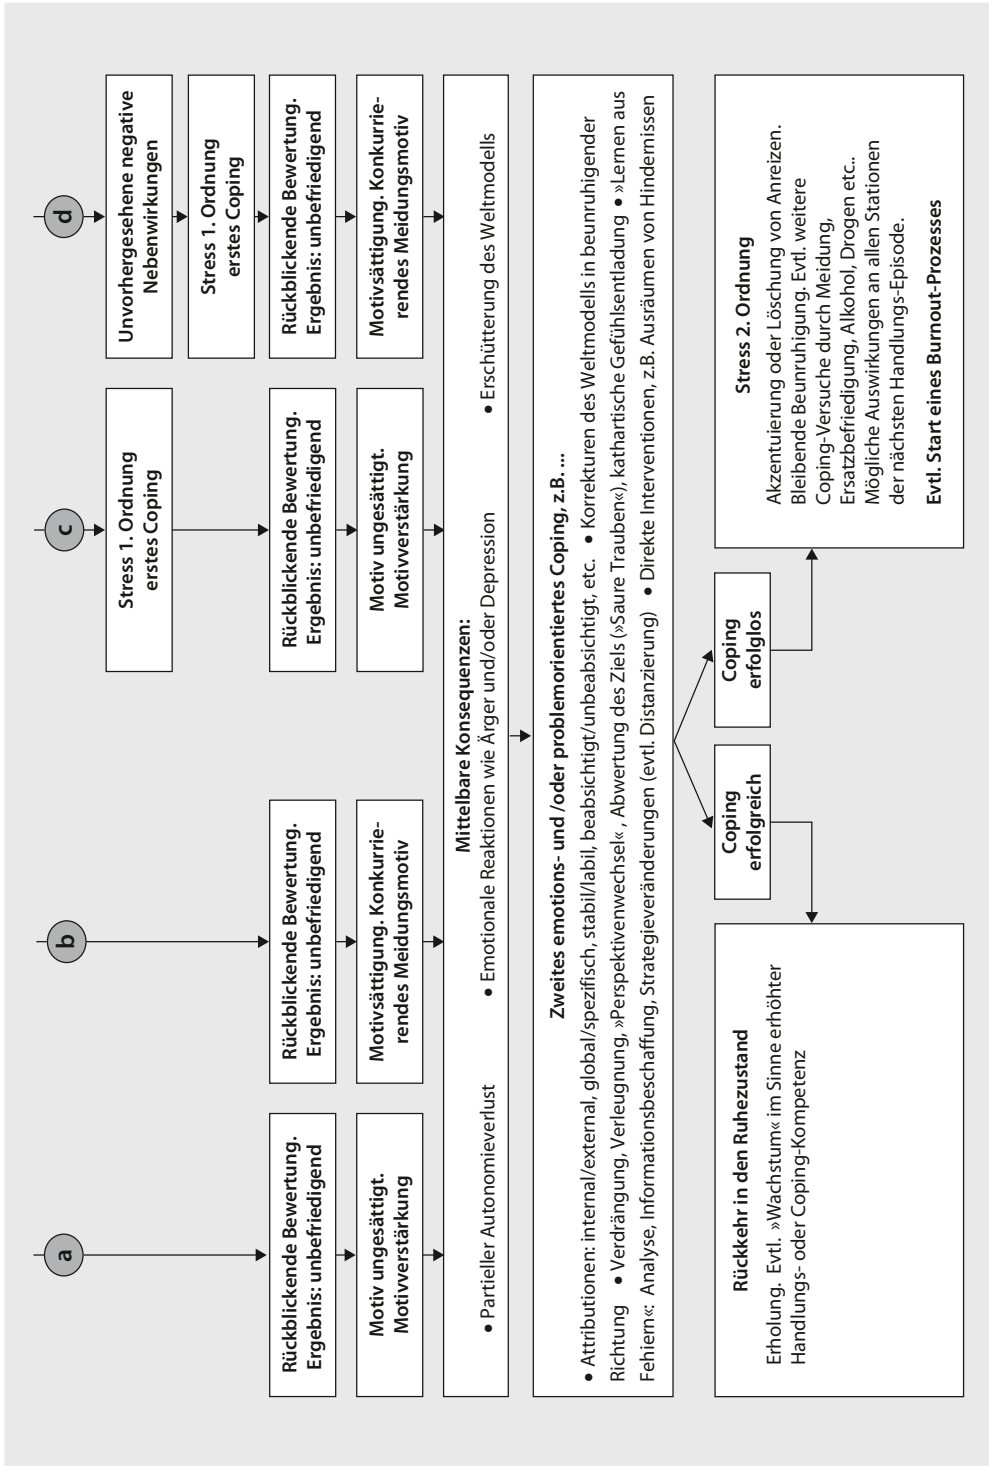 a
b
c
d
Unvorhergesehene negative
Nebenwirkungen
Stress 1. Ordnung
erstes Coping
Stress 1. Ordnung
erstes Coping
Rückblickende Bewertung.
Ergebnis: unbefriedigend
Rückblickende Bewertung.
Ergebnis: unbefriedigend
Rückblickende Bewertung.
Ergebnis: unbefriedigend
Rückblickende Bewertung.
Ergebnis: unbefriedigend
Motiv ungesättigt.
Motivverstärkung
Motivsättigung. Konkurrie-
rendes Meidungsmotiv
Motiv ungesättigt.
Motivverstärkung
Motivsättigung. Konkurrie-
rendes Meidungsmotiv
Mittelbare Konsequenzen:
• Partieller Autonomieverlust • Emotionale Reaktionen wie Ärger und/oder Depression • Erschütterung des Weltmodells
Zweites emotions- und /oder problemorientiertes Coping, z.B. ...
• Attributionen: internal/external, global/spezifisch, stabil/labil, beabsichtigt/unbeabsichtigt, etc. • Korrekturen des Weltmodells in beunruhigender
Richtung • Verdrängung, Verleugnung, »Perspektivenwechsel« , Abwertung des Ziels (»Saure Trauben«), kathartische Gefühlsentladung • »Lernen aus
Fehlern«: Analyse, Informationsbeschaffung, Strategieveränderungen (evtl. Distanzierung) • Direkte Interventionen, z.B. Ausräumen von Hindernissen
Coping
erfolgreich
Coping
erfolglos
Rückkehr in den Ruhezustand
Erholung. Evtl. »Wachstum« im Sinne erhöhter
Handlungs- oder Coping-Kompetenz
Stress 2. Ordnung
Akzentuierung oder Löschung von Anreizen.
Bleibende Beunruhigung. Evtl. weitere
Coping-Versuche durch Meidung,
Ersatzbefriedigung, Alkohol, Drogen etc..
Mögliche Auswirkungen an allen Stationen
der nächsten Handlungs-Episode.
Evtl. Start eines Burnout-Prozesses